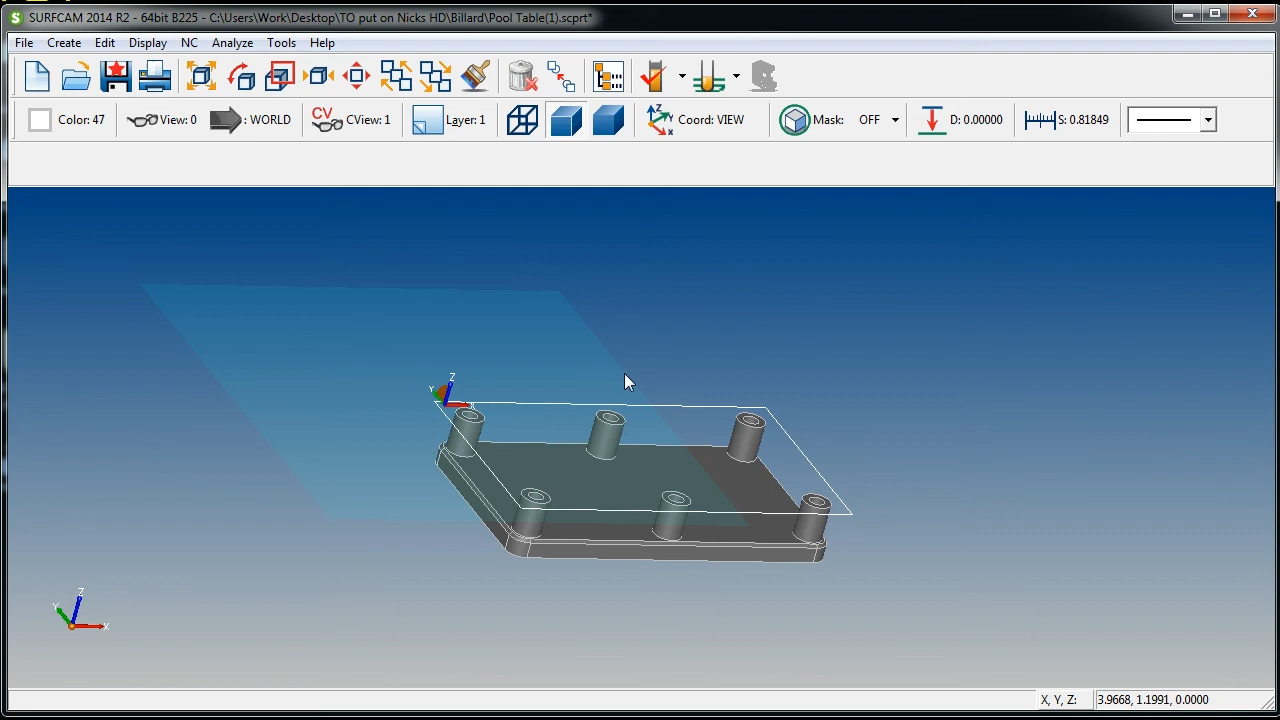 SURFCAM 2014 R2 - 64bit B225 - C:\Users\Work\Desktop\TO put on Nicks HD\Billard\Pool Table(1).scprt*
File Create Edit Display NC Analyze Tools Help
Color: 47 View: 0 : WORLD CV CView: 1 Layer: 1 Z Y X Coord: VIEW Mask: OFF D: 0.00000 S: 0.81849
Z
Y
X
Z
Y
X
X, Y, Z: 3.9668, 1.1991, 0.0000